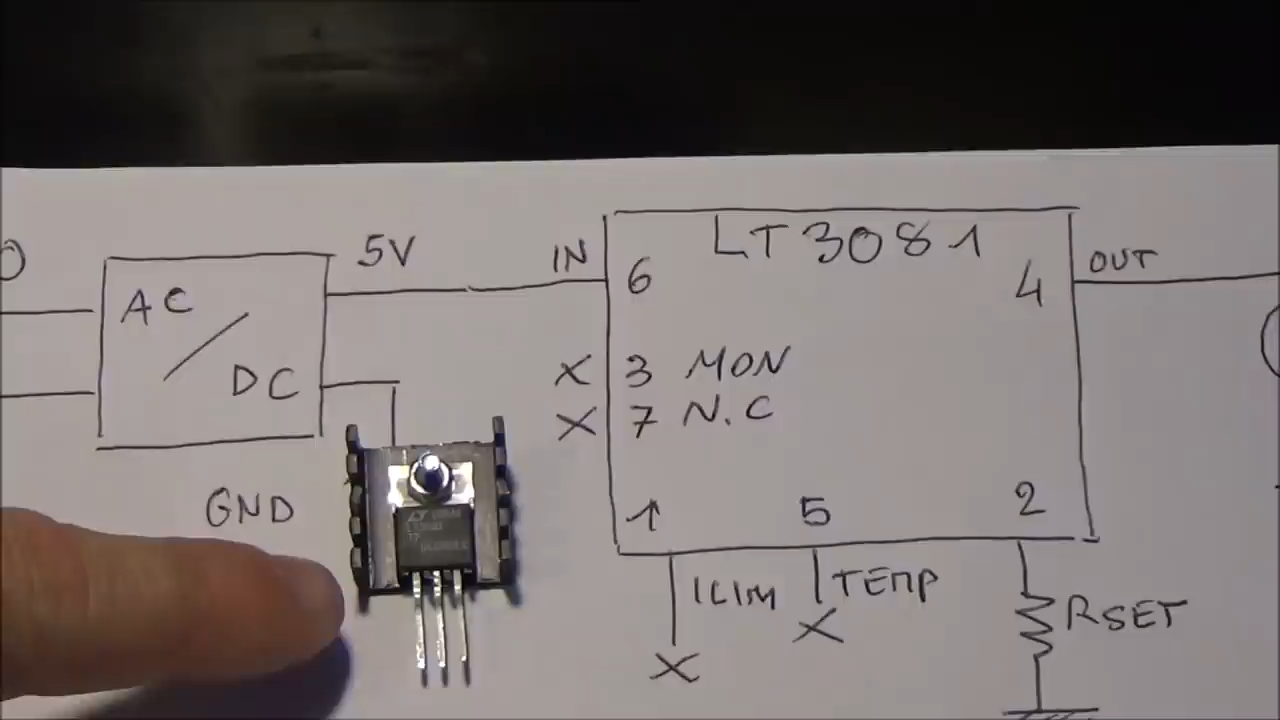 AC
DC
5V
GND
IN
LT3081
6
4
OUT
X 3 MON
X 7 N.C
1
5
2
ILIM
TEMP
RSET
X
X